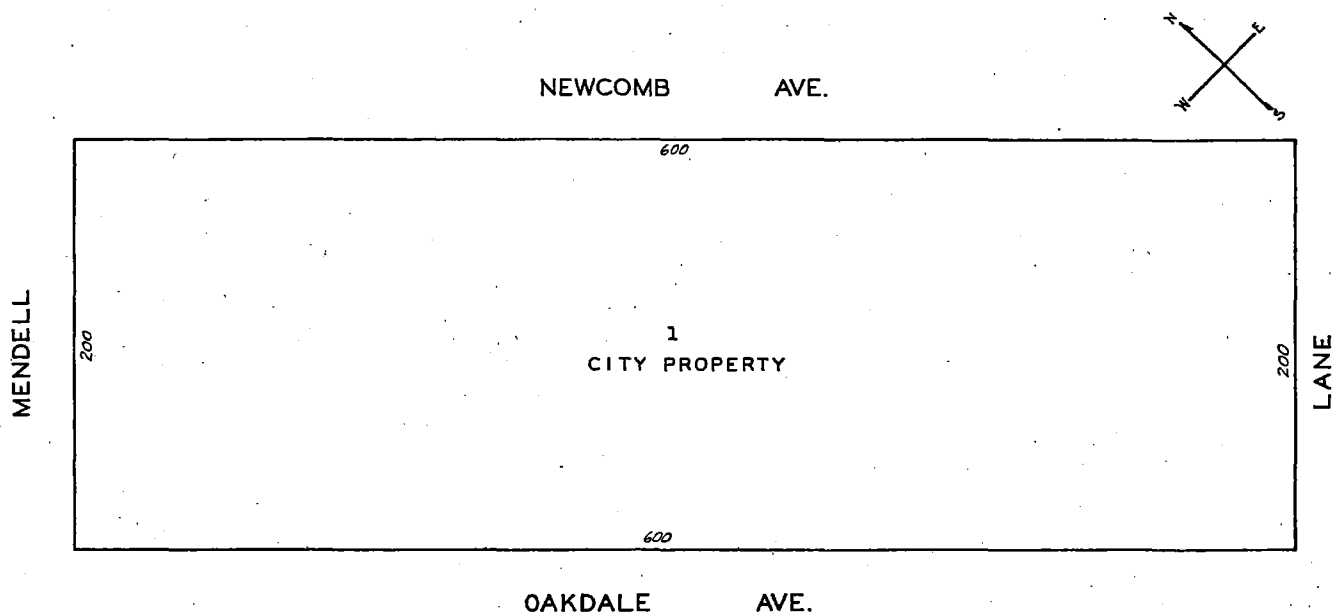 N
E
W
S
NEWCOMB AVE.
600
MENDELL
200
1
CITY PROPERTY
200
LANE
600
OAKDALE AVE.